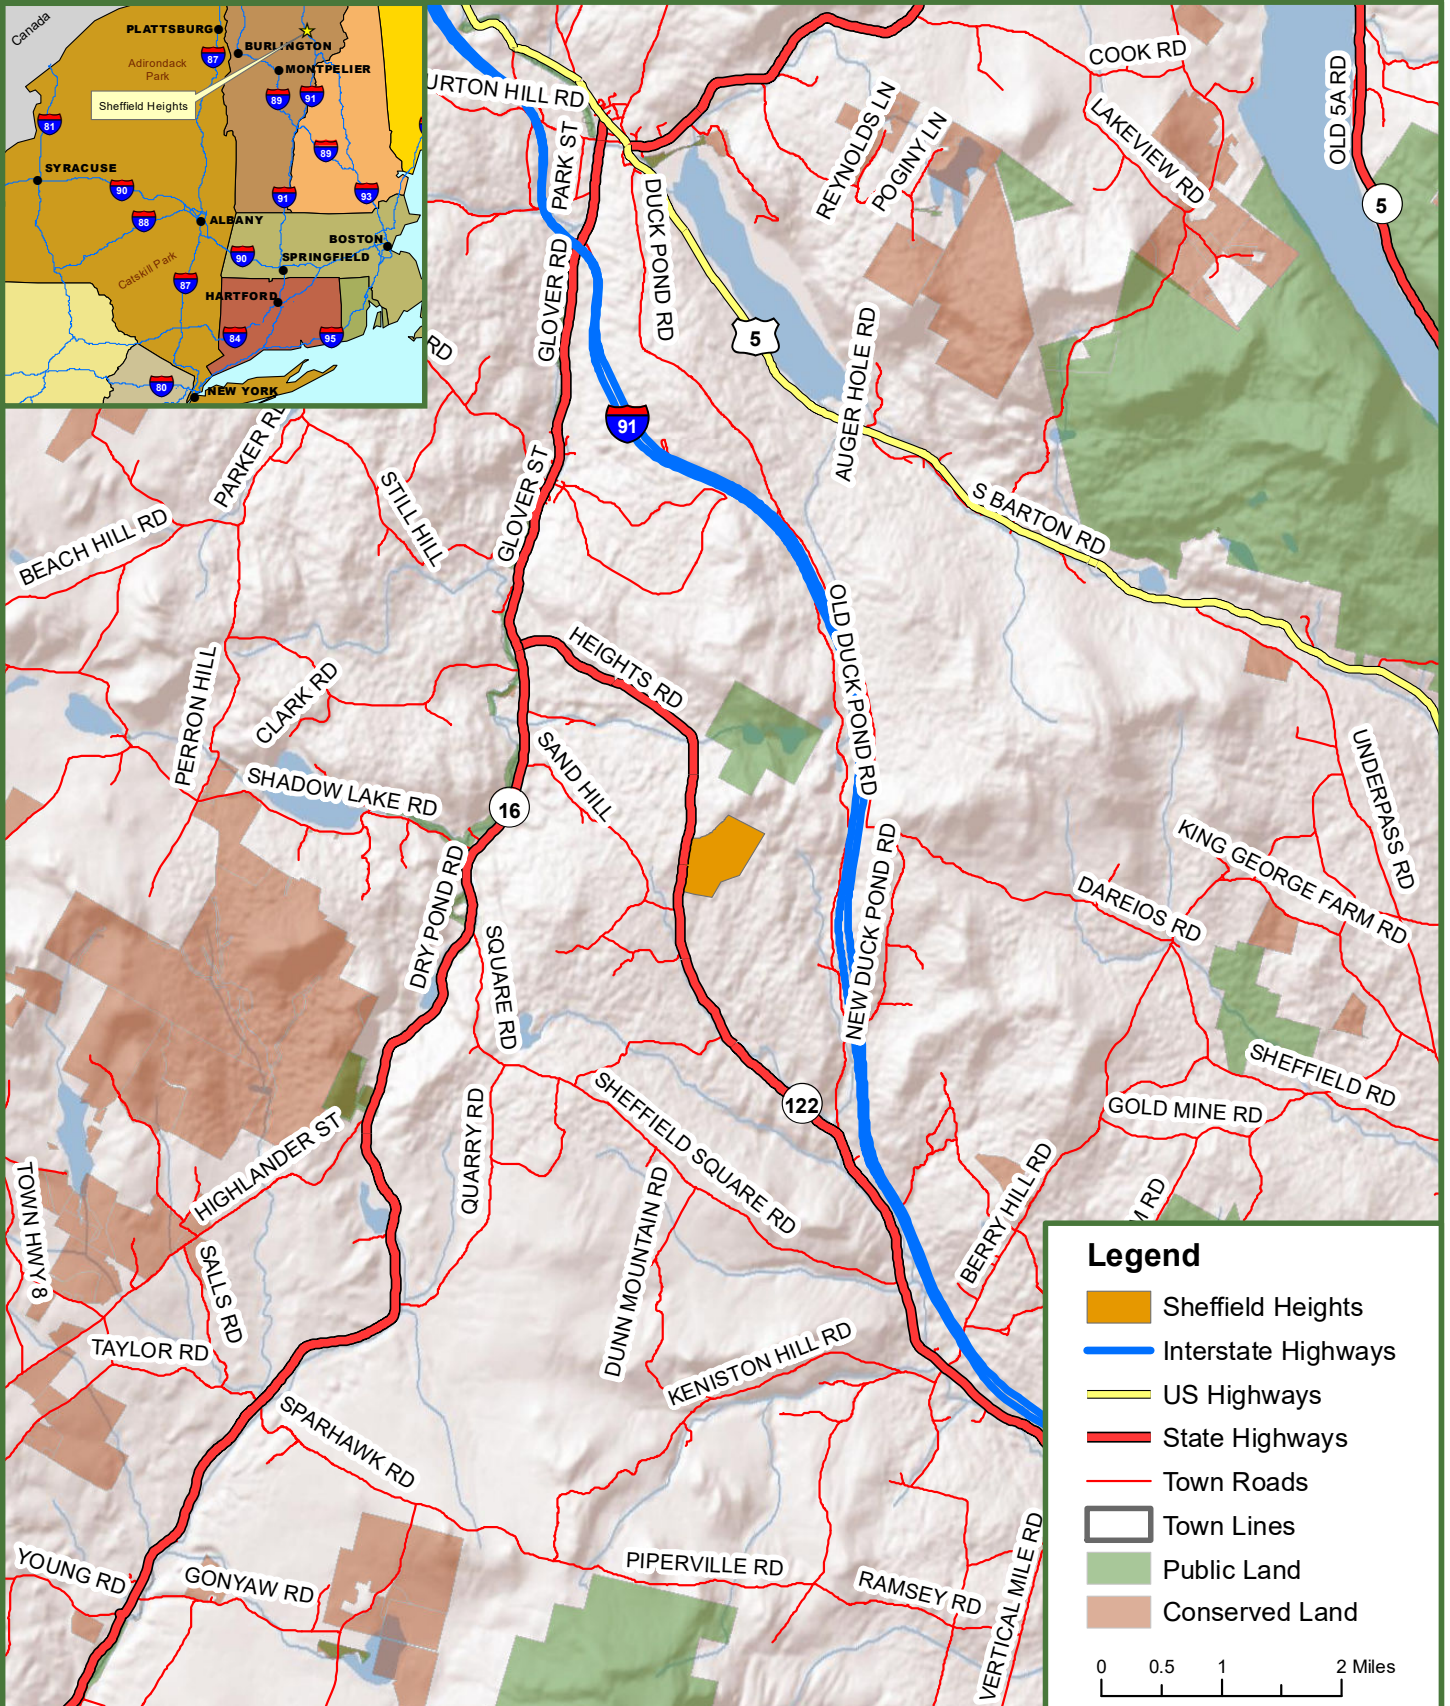 Canada
PLATTSBURG
BURLINGTON
Adirondack
Park
87
MONTPELIER
Sheffield Heights
89
91
81
89
SYRACUSE
90
91
93
88
ALBANY
BOSTON
90
SPRINGFIELD
Catskill Park
87
HARTFORD
84
95
80
NEW YORK
URTON HILL RD
PARK ST
GLOVER RD
DUCK POND RD
REYNOLDS LN
POGINY LN
COOK RD
LAKEVIEW RD
OLD 5A RD
5
5
RD
AUGER HOLE RD
91
PARKER RD
STILL HILL
GLOVER ST
S BARTON RD
BEACH HILL RD
OLD DUCK POND RD
HEIGHTS RD
PERRON HILL
CLARK RD
SAND HILL
SHADOW LAKE RD
16
UNDERPASS RD
KING GEORGE FARM RD
DRY POND RD
NEW DUCK POND RD
DAREIOS RD
SQUARE RD
SHEFFIELD RD
GOLD MINE RD
122
QUARRY RD
SHEFFIELD SQUARE RD
HIGHLANDER ST
TOWN HWY 8
DUNN MOUNTAIN RD
BERRY HILL RD
M RD
SALLS RD
TAYLOR RD
KENISTON HILL RD
SPARHAWK RD
YOUNG RD
GONYAW RD
PIPERVILLE RD
RAMSEY RD
VERTICAL MILE RD
Legend
Sheffield Heights
Interstate Highways
US Highways
State Highways
Town Roads
Town Lines
Public Land
Conserved Land
0 0.5 1 2 Miles